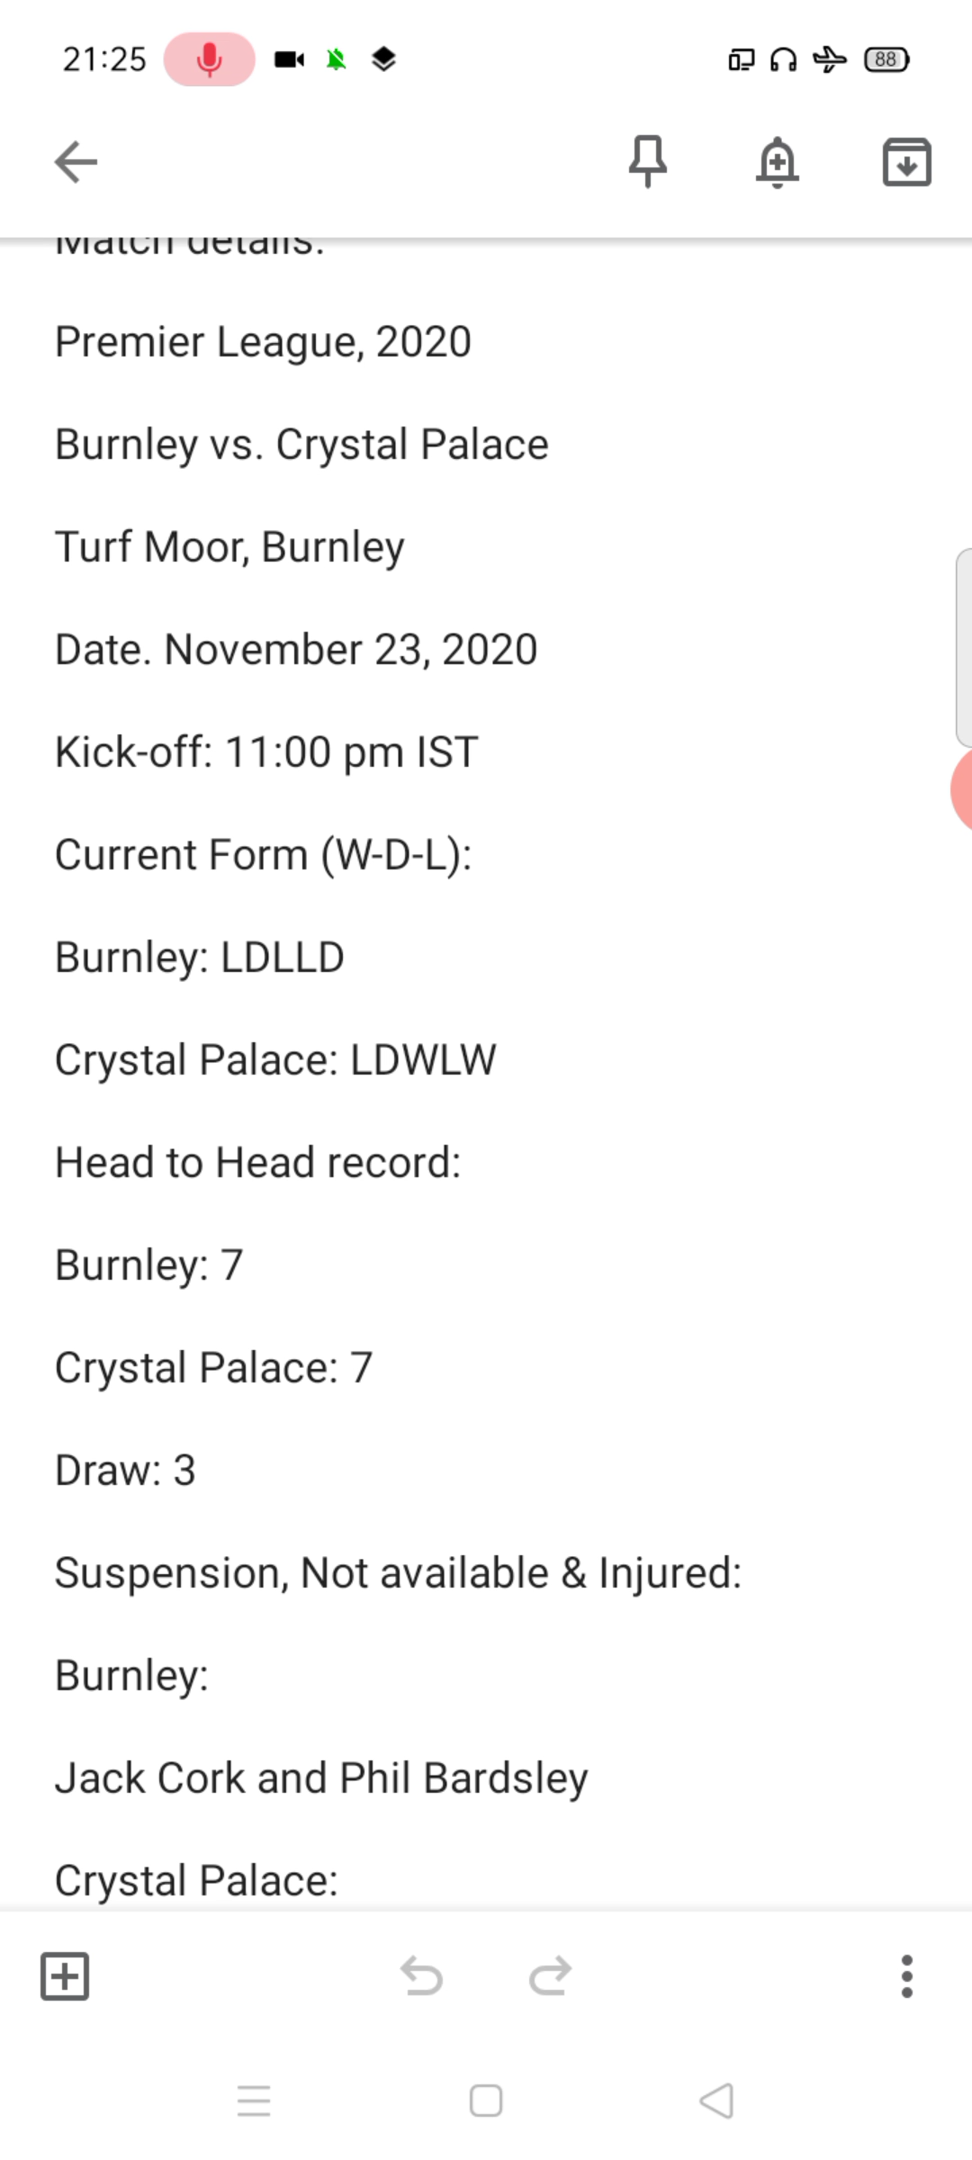 21:25
88
Match details:
Premier League, 2020
Burnley vs. Crystal Palace
Turf Moor, Burnley
Date. November 23, 2020
Kick-off: 11:00 pm IST
Current Form (W-D-L):
Burnley: LDLLD
Crystal Palace: LDWLW
Head to Head record:
Burnley: 7
Crystal Palace: 7
Draw: 3
Suspension, Not available & Injured:
Burnley:
Jack Cork and Phil Bardsley
Crystal Palace: